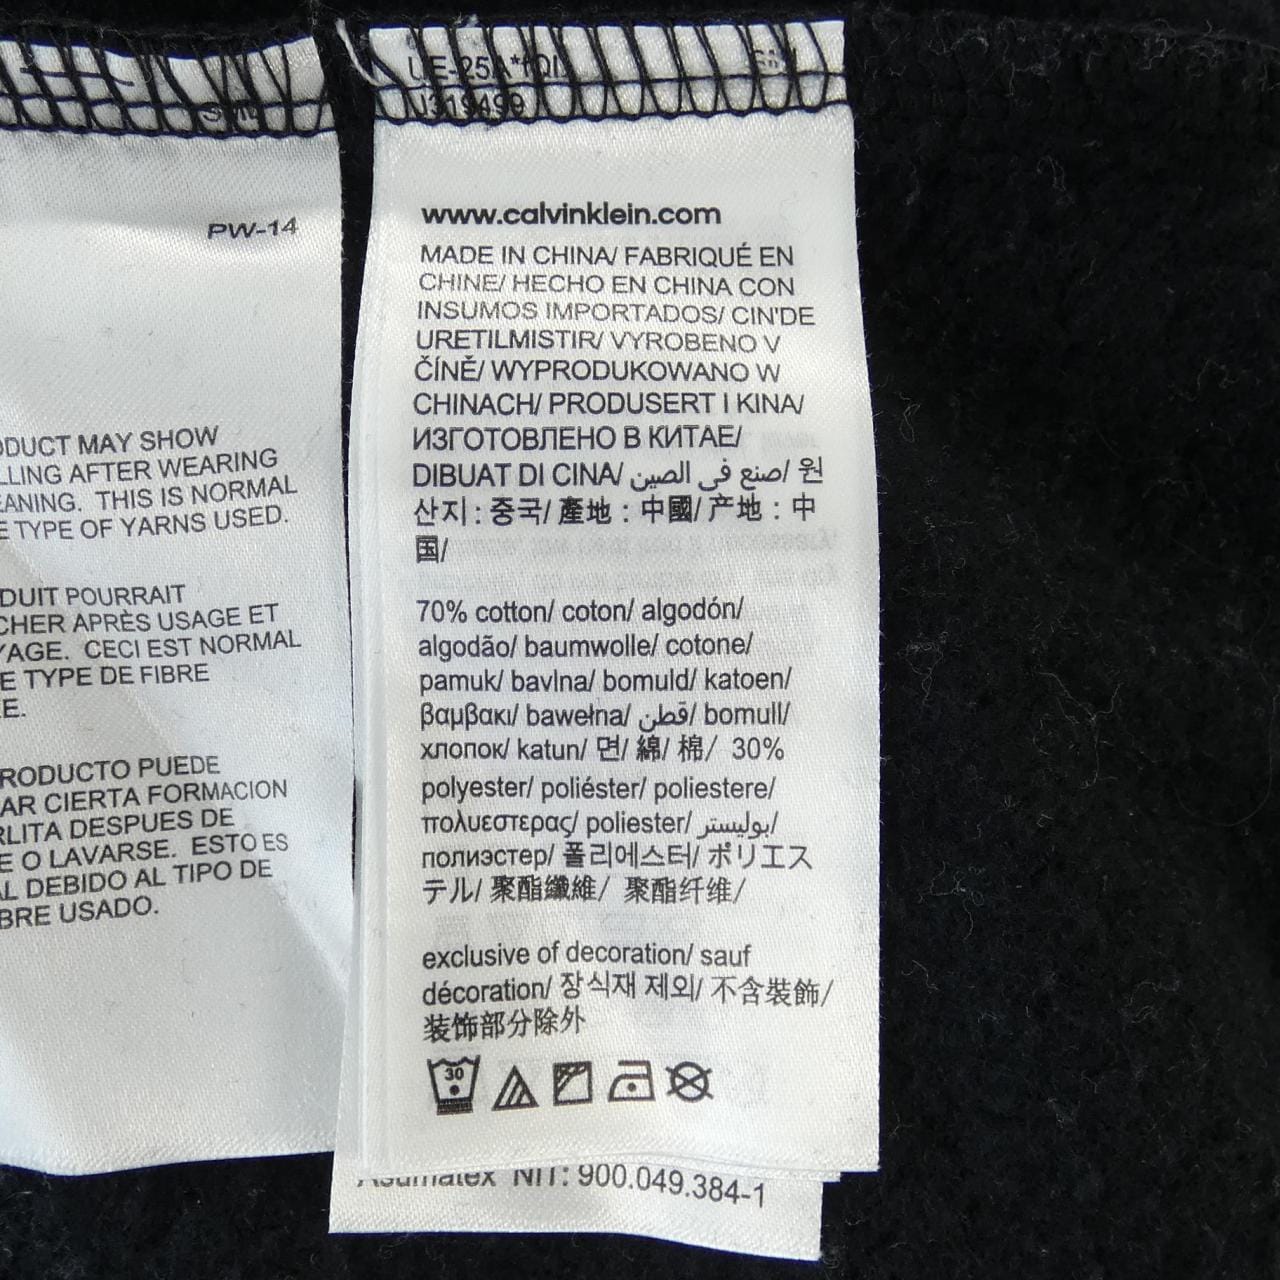 PW-14
ODUCT MAY SHOW
LLING AFTER WEARING
EANING. THIS IS NORMAL
E TYPE OF YARNS USED.
DUIT POURRAIT
CHER APRÈS USAGE ET
YAGE. CECI EST NORMAL
E TYPE DE FIBRE
E.
RODUCTO PUEDE
AR CIERTA FORMACION
RLITA DESPUES DE
E O LAVARSE. ESTO ES
AL DEBIDO AL TIPO DE
BRE USADO.
J319499
www.calvinklein.com
MADE IN CHINA/ FABRIQUÉ EN
CHINE/ HECHO EN CHINA CON
INSUMOS IMPORTADOS/ CIN'DE
URETILMISTIR/ VYROBENO V
ČÍNĚ/ WYPRODUKOWANO W
CHINACH/ PRODUSERT I KINA/
ИЗГОТОВЛЕНО В КИТАЕ/
DIBUAT DI CINA/ صنع في الصين/ 원
산지 : 중국/ 產地 : 中國/ 产地 : 中
国/
70% cotton/ coton/ algodón/
algodão/ baumwolle/ cotone/
pamuk/ bavlna/ bomuld/ katoen/
βαμβακι/ bawełna/ قطن/ bomull/
хлопок/ katun/ 면/ 綿/ 棉/ 30%
polyester/ poliéster/ poliestere/
πολυεστερας/ poliester/ بوليستر/
полиэстер/ 폴리에스터/ ポリエス
テル/ 聚酯纖維/ 聚酯纤维/
exclusive of decoration/ sauf
décoration/ 장식재 제외/ 不含裝飾/
装饰部分除外
30
Asumatex NIT: 900.049.384-1